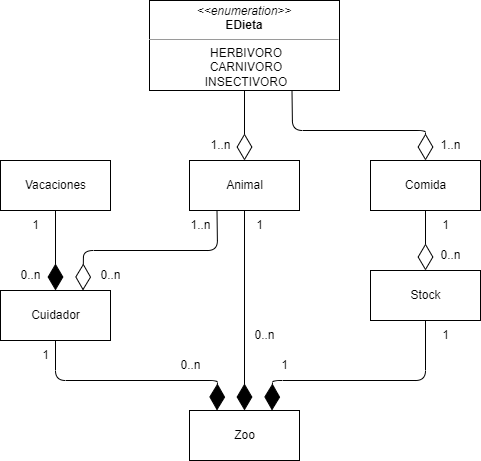 <<enumeration>>
EDieta
HERBIVORO
CARNIVORO
INSECTIVORO
1..n
1..n
Vacaciones
Animal
Comida
1
1..n
1
1
0..n
0..n
0..n
Cuidador
Stock
1
0..n
1
0..n
1
Zoo